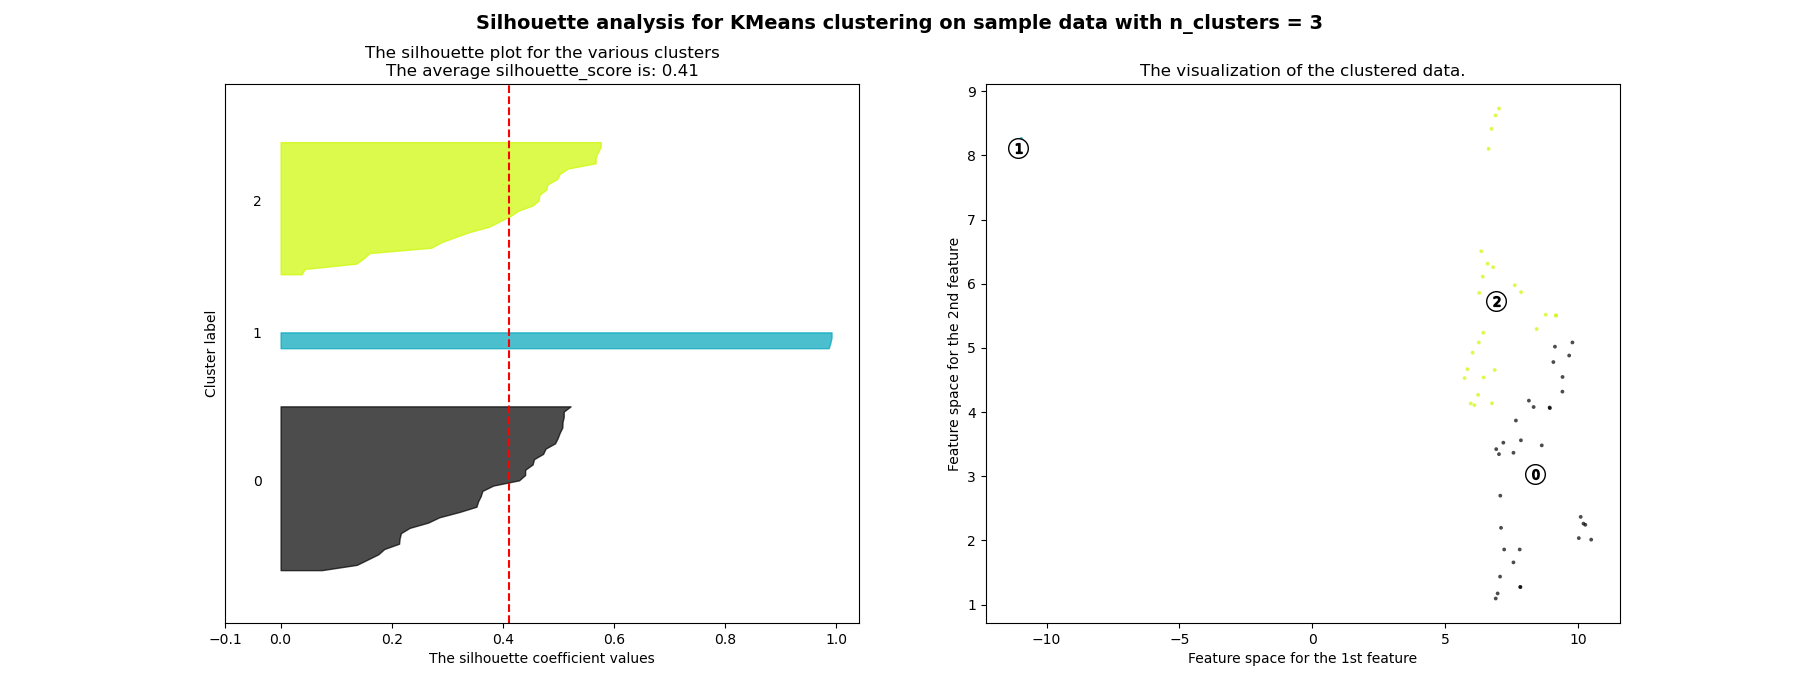 Silhouette analysis for KMeans clustering on sample data with n_clusters = 3
The silhouette plot for the various clusters
The average silhouette_score is: 0.41
Cluster label
2
1
0
−0.1 0.0 0.2 0.4 0.6 0.8 1.0
The silhouette coefficient values
The visualization of the clustered data.
Feature space for the 2nd feature
9
8
7
6
5
4
3
2
1
1
2
0
−10 −5 0 5 10
Feature space for the 1st feature